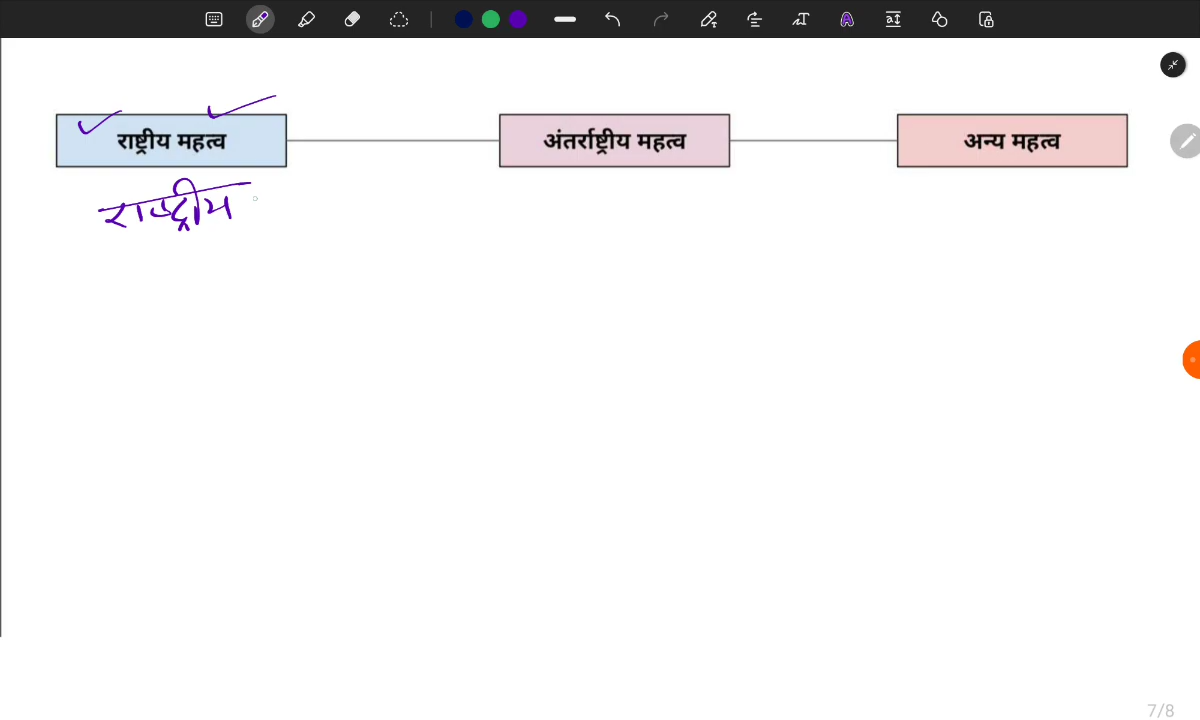 राष्ट्रीय महत्व
अंतर्राष्ट्रीय महत्व
अन्य महत्व
राष्ट्रीय
7/8